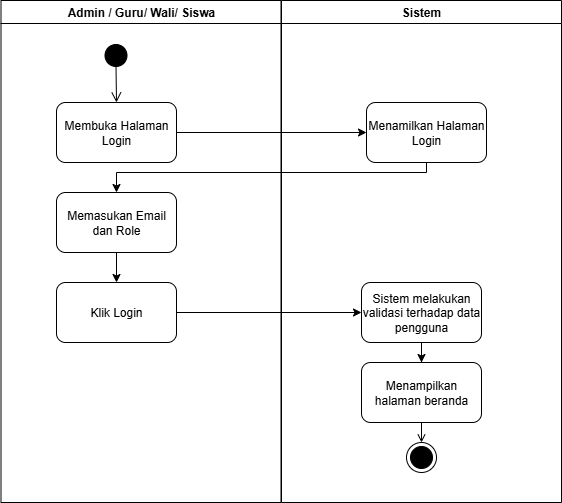 Admin / Guru/ Wali/ Siswa
Sistem
Membuka Halaman
Login
Menamilkan Halaman
Login
Memasukan Email
dan Role
Klik Login
Sistem melakukan
validasi terhadap data
pengguna
Menampilkan
halaman beranda